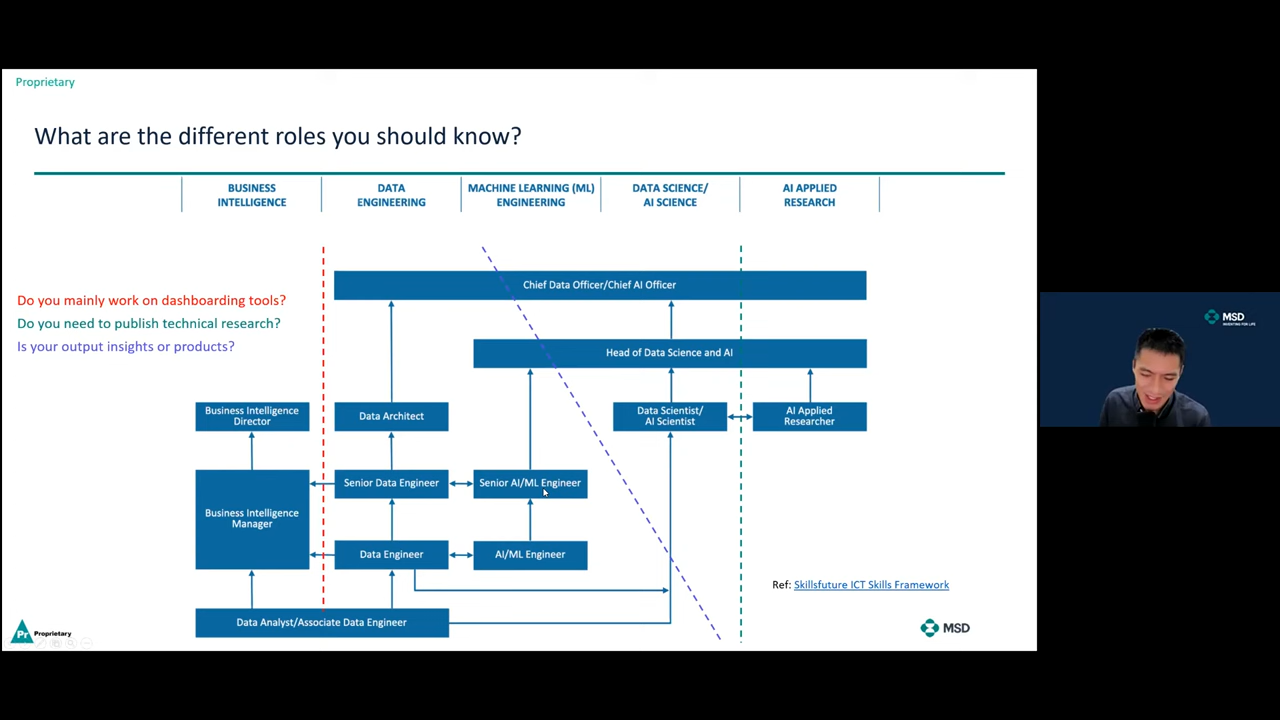 Proprietary
What are the different roles you should know?
BUSINESS
INTELLIGENCE
DATA
ENGINEERING
MACHINE LEARNING (ML)
ENGINEERING
DATA SCIENCE/
AI SCIENCE
AI APPLIED
RESEARCH
Do you mainly work on dashboarding tools?
Do you need to publish technical research?
Is your output insights or products?
Chief Data Officer/Chief AI Officer
Head of Data Science and AI
Business Intelligence
Director
Data Architect
Data Scientist/
AI Scientist
AI Applied
Researcher
Business Intelligence
Manager
Senior Data Engineer
Senior AI/ML Engineer
Data Engineer
AI/ML Engineer
Data Analyst/Associate Data Engineer
Ref: Skillsfuture ICT Skills Framework
Pr
Proprietary
MSD
MSD
INVENTING FOR LIFE